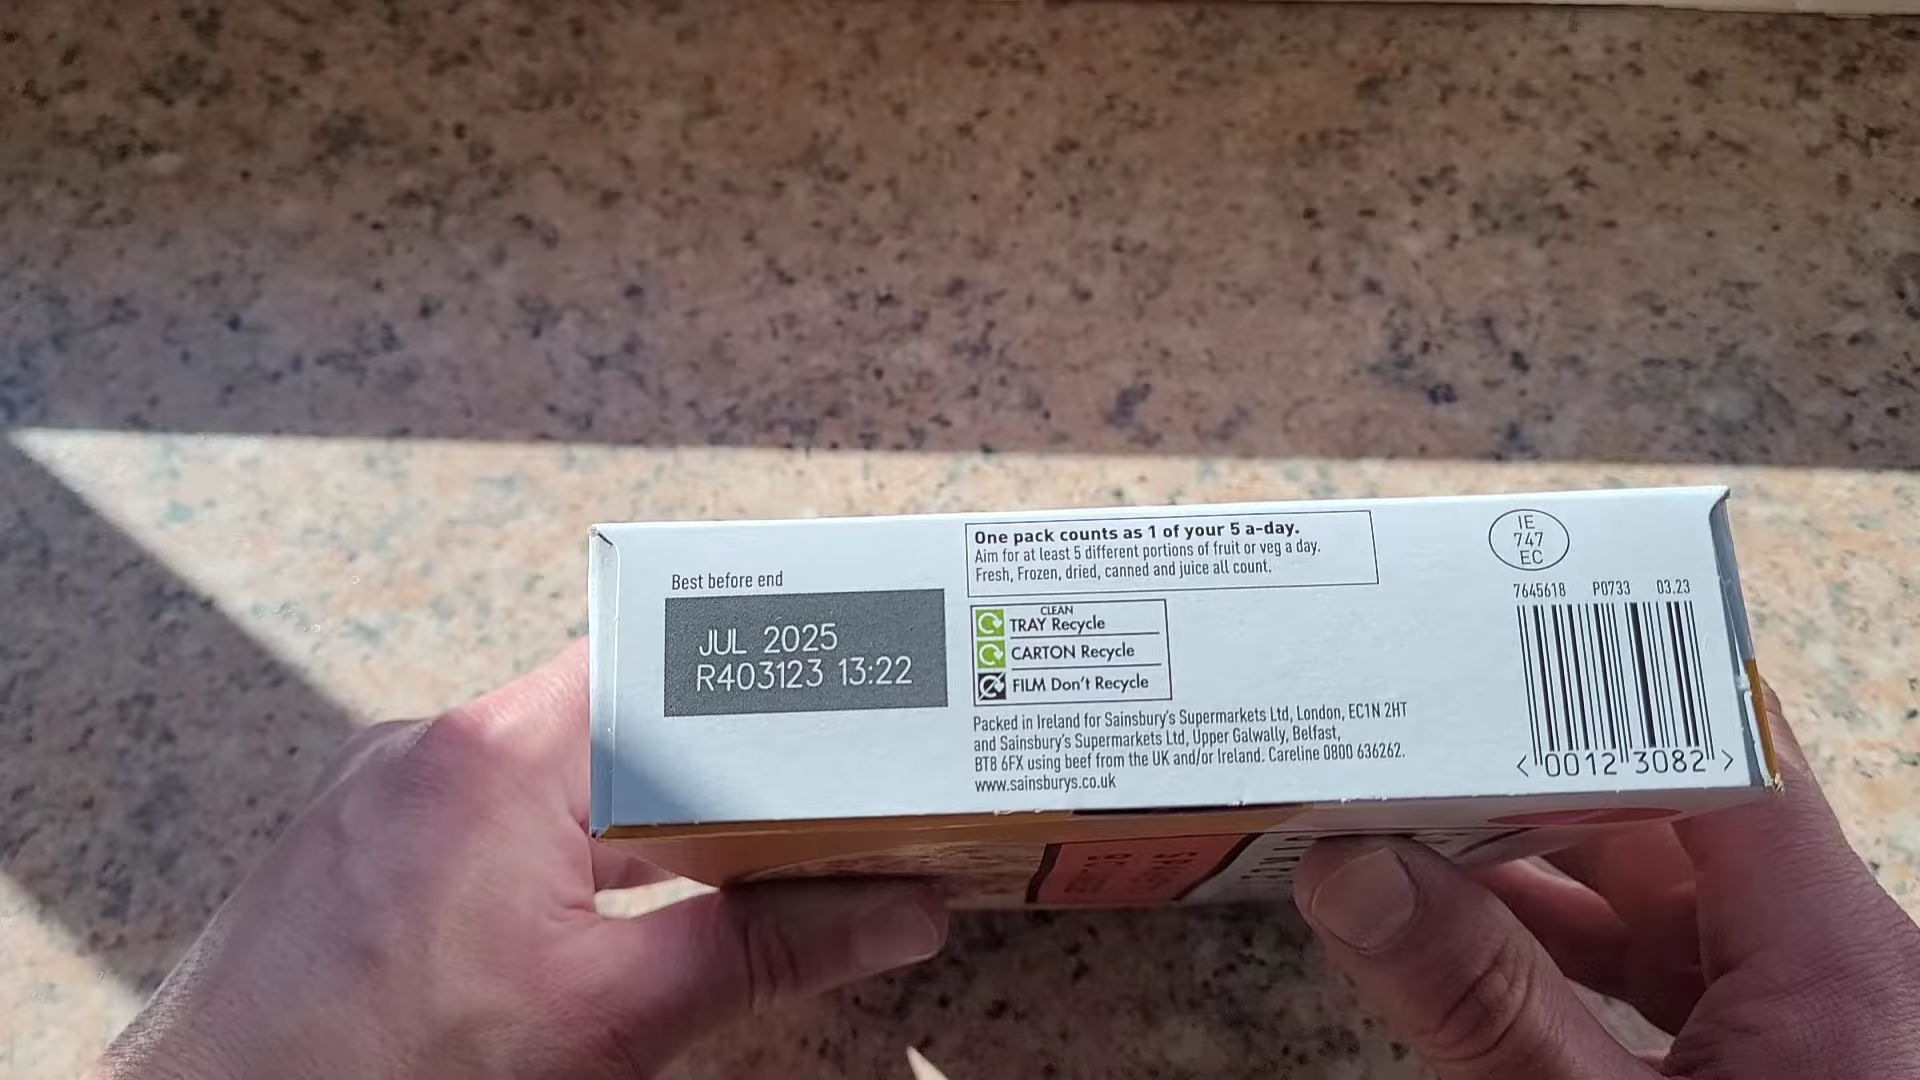 Best before end
JUL 2025
R403123 13:22
One pack counts as 1 of your 5 a-day.
Aim for at least 5 different portions of fruit or veg a day.
Fresh, Frozen, dried, canned and juice all count.
CLEAN
TRAY Recycle
CARTON Recycle
FILM Don't Recycle
Packed in Ireland for Sainsbury's Supermarkets Ltd, London, EC1N 2HT
and Sainsbury's Supermarkets Ltd, Upper Galwally, Belfast,
BT8 6FX using beef from the UK and/or Ireland. Careline 0800 636262.
www.sainsburys.co.uk
IE
747
EC
7645618 P0733 03.23
<0012 3082>